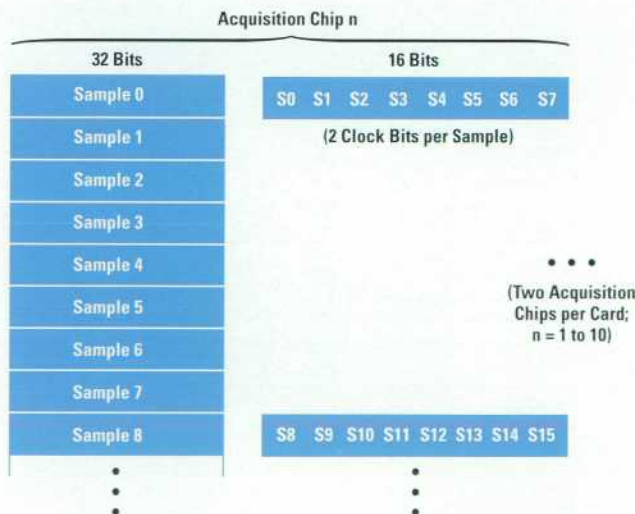 Acquisition Chip n
32 Bits
16 Bits
Sample 0
S0 S1 S2 S3 S4 S5 S6 S7
Sample 1
(2 Clock Bits per Sample)
Sample 2
Sample 3
Sample 4
(Two Acquisition
Chips per Card;
n = 1 to 10)
Sample 5
Sample 6
Sample 7
Sample 8
S8 S9 S10 S11 S12 S13 S14 S15